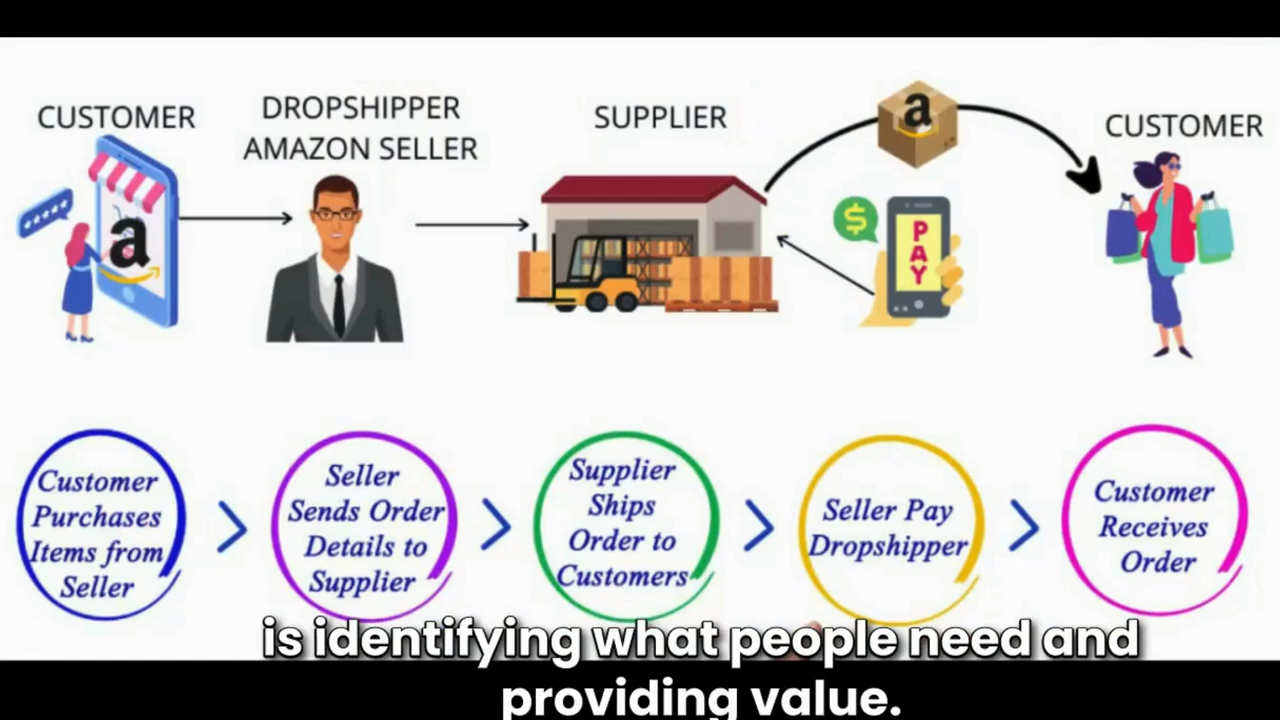 CUSTOMER
DROPSHIPPER
AMAZON SELLER
SUPPLIER
a
CUSTOMER
a
$
PAY
Customer
Purchases
Items from
Seller
Seller
Sends Order
Details to
Supplier
Supplier
Ships
Order to
Customers
Seller Pay
Dropshipper
Customer
Receives
Order
is identifying what people need and
providing value.